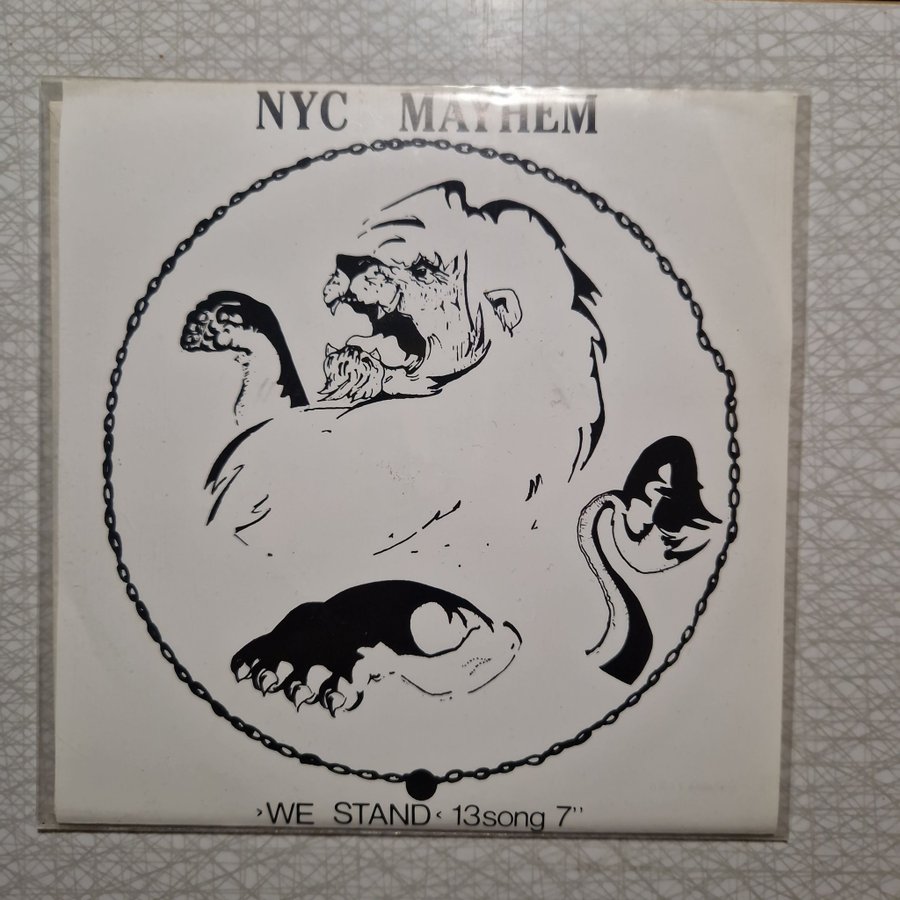 NYC MAYHEM
›WE STAND‹ 13song 7"